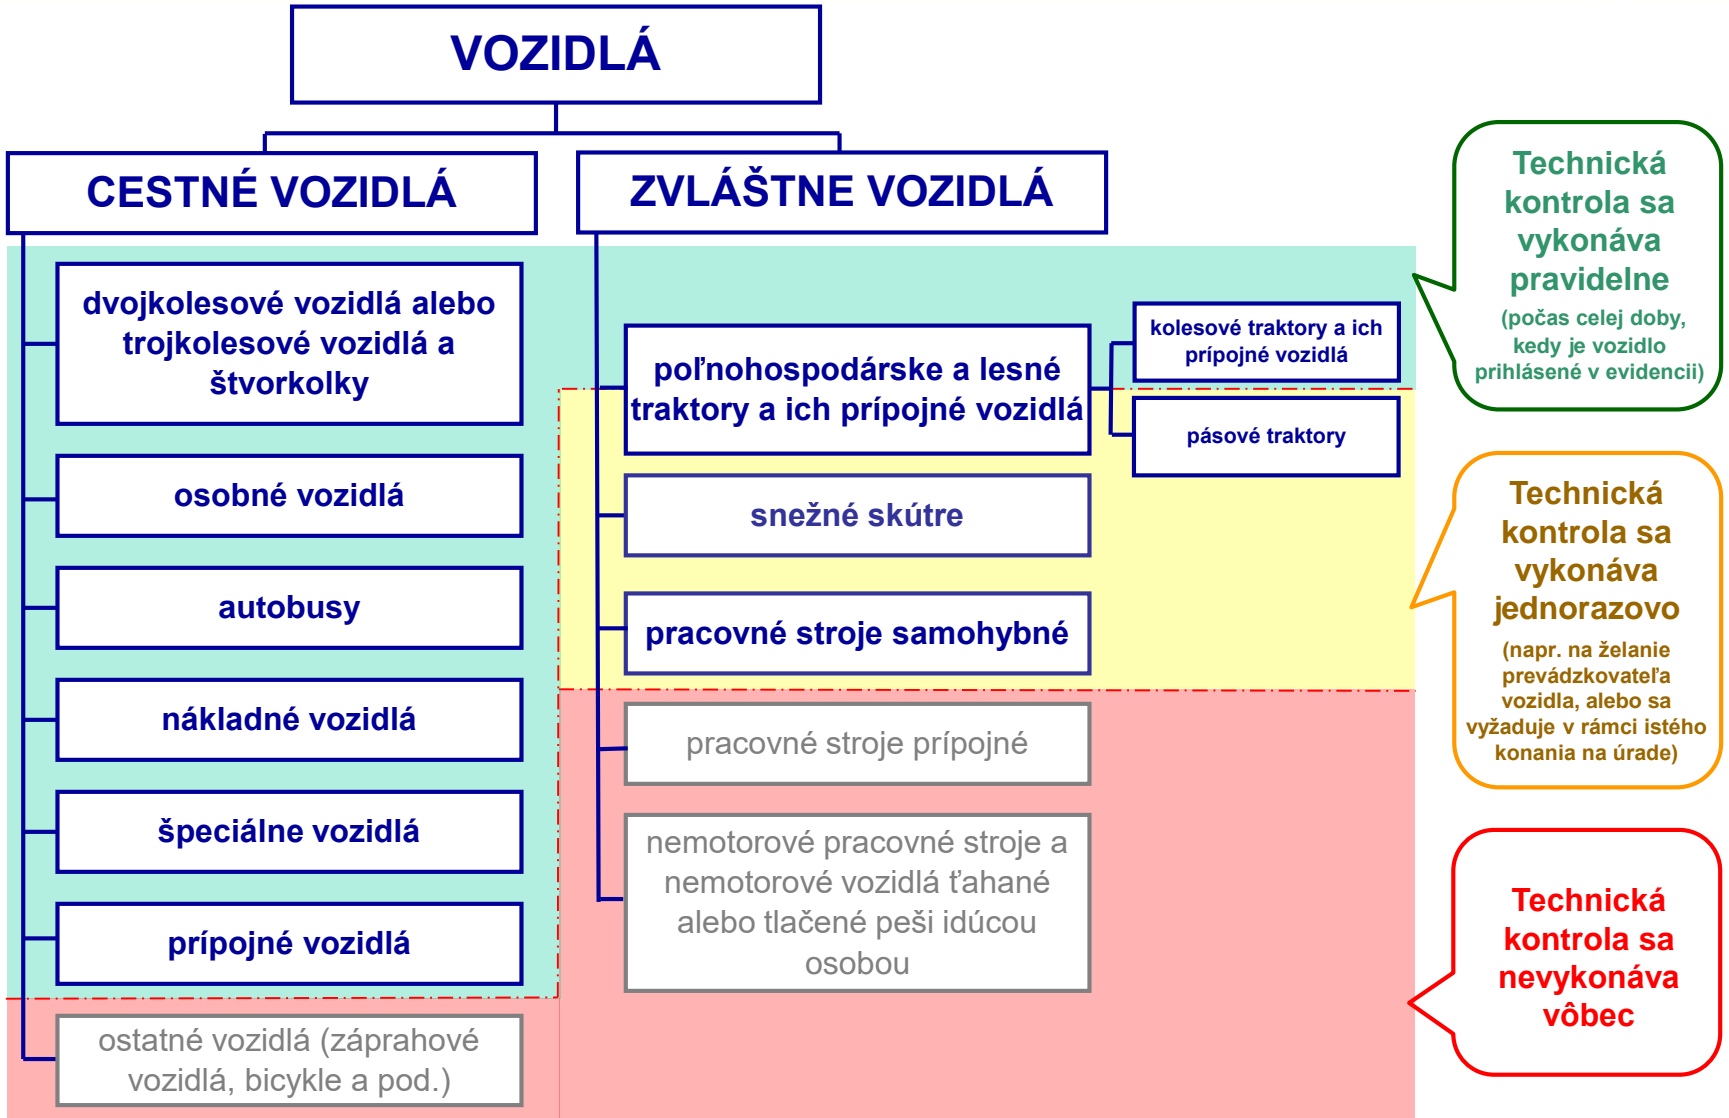 VOZIDLÁ
CESTNÉ VOZIDLÁ
dvojkolesové vozidlá alebo
trojkolesové vozidlá a
štvorkolky
osobné vozidlá
autobusy
nákladné vozidlá
špeciálne vozidlá
prípojné vozidlá
ostatné vozidlá (záprahové
vozidlá, bicykle a pod.)
ZVLÁŠTNE VOZIDLÁ
poľnohospodárske a lesné
traktory a ich prípojné vozidlá
kolesové traktory a ich
prípojné vozidlá
pásové traktory
snežné skútre
pracovné stroje samohybné
pracovné stroje prípojné
nemotorové pracovné stroje a
nemotorové vozidlá ťahané
alebo tlačené peši idúcou
osobou
Technická
kontrola sa
vykonáva
pravidelne
(počas celej doby,
kedy je vozidlo
prihlásené v evidencii)
Technická
kontrola sa
vykonáva
jednorazovo
(napr. na želanie
prevádzkovateľa
vozidla, alebo sa
vyžaduje v rámci istého
konania na úrade)
Technická
kontrola sa
nevykonáva
vôbec